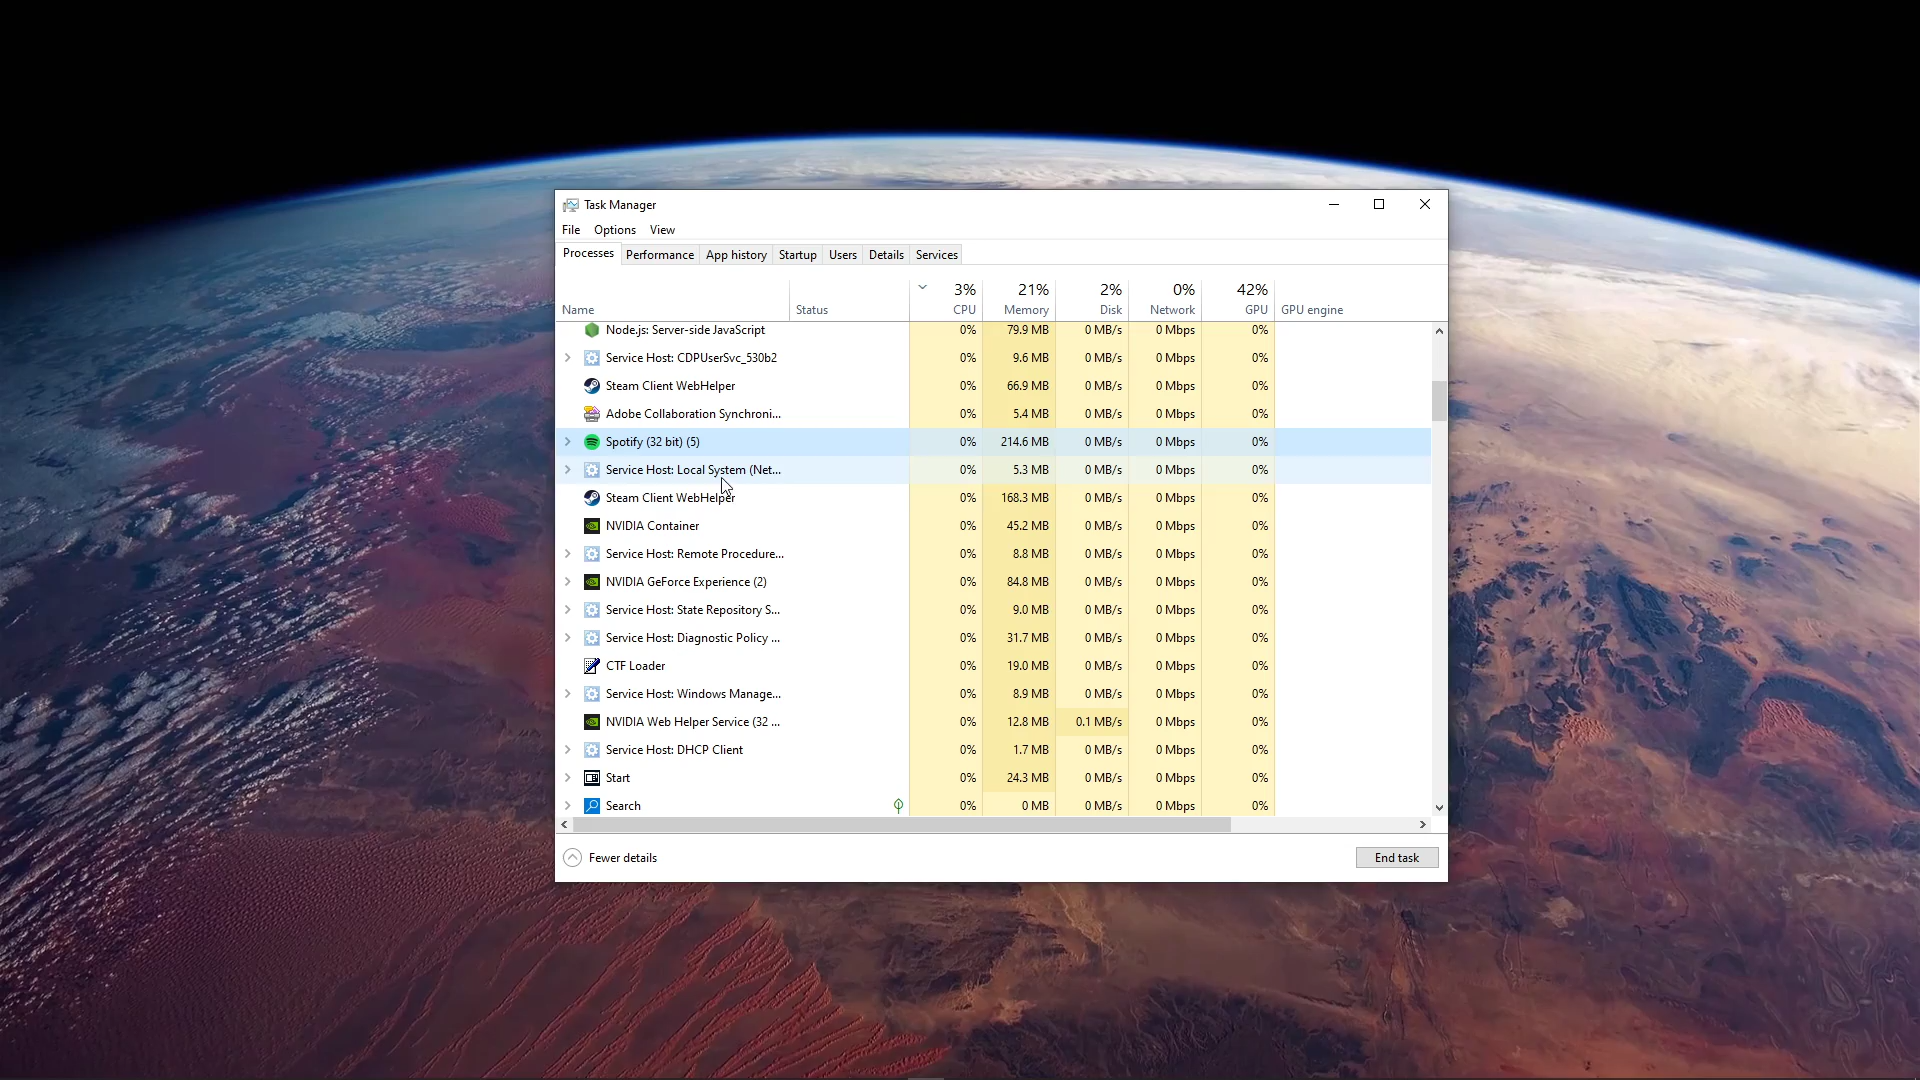 Task Manager
File Options View
Processes Performance App history Startup Users Details Services
3% 21% 2% 0% 42%
Name Status CPU Memory Disk Network GPU GPU engine
Node.js: Server-side JavaScript 0% 79.9 MB 0 MB/s 0 Mbps 0%
Service Host: CDPUserSvc_530b2 0% 9.6 MB 0 MB/s 0 Mbps 0%
Steam Client WebHelper 0% 66.9 MB 0 MB/s 0 Mbps 0%
Adobe Collaboration Synchroni... 0% 5.4 MB 0 MB/s 0 Mbps 0%
Spotify (32 bit) (5) 0% 214.6 MB 0 MB/s 0 Mbps 0%
Service Host: Local System (Net... 0% 5.3 MB 0 MB/s 0 Mbps 0%
Steam Client WebHelper 0% 168.3 MB 0 MB/s 0 Mbps 0%
NVIDIA Container 0% 45.2 MB 0 MB/s 0 Mbps 0%
Service Host: Remote Procedure... 0% 8.8 MB 0 MB/s 0 Mbps 0%
NVIDIA GeForce Experience (2) 0% 84.8 MB 0 MB/s 0 Mbps 0%
Service Host: State Repository S... 0% 9.0 MB 0 MB/s 0 Mbps 0%
Service Host: Diagnostic Policy ... 0% 31.7 MB 0 MB/s 0 Mbps 0%
CTF Loader 0% 19.0 MB 0 MB/s 0 Mbps 0%
Service Host: Windows Manage... 0% 8.9 MB 0 MB/s 0 Mbps 0%
NVIDIA Web Helper Service (32 ... 0% 12.8 MB 0.1 MB/s 0 Mbps 0%
Service Host: DHCP Client 0% 1.7 MB 0 MB/s 0 Mbps 0%
Start 0% 24.3 MB 0 MB/s 0 Mbps 0%
Search 0% 0 MB 0 MB/s 0 Mbps 0%
Fewer details End task